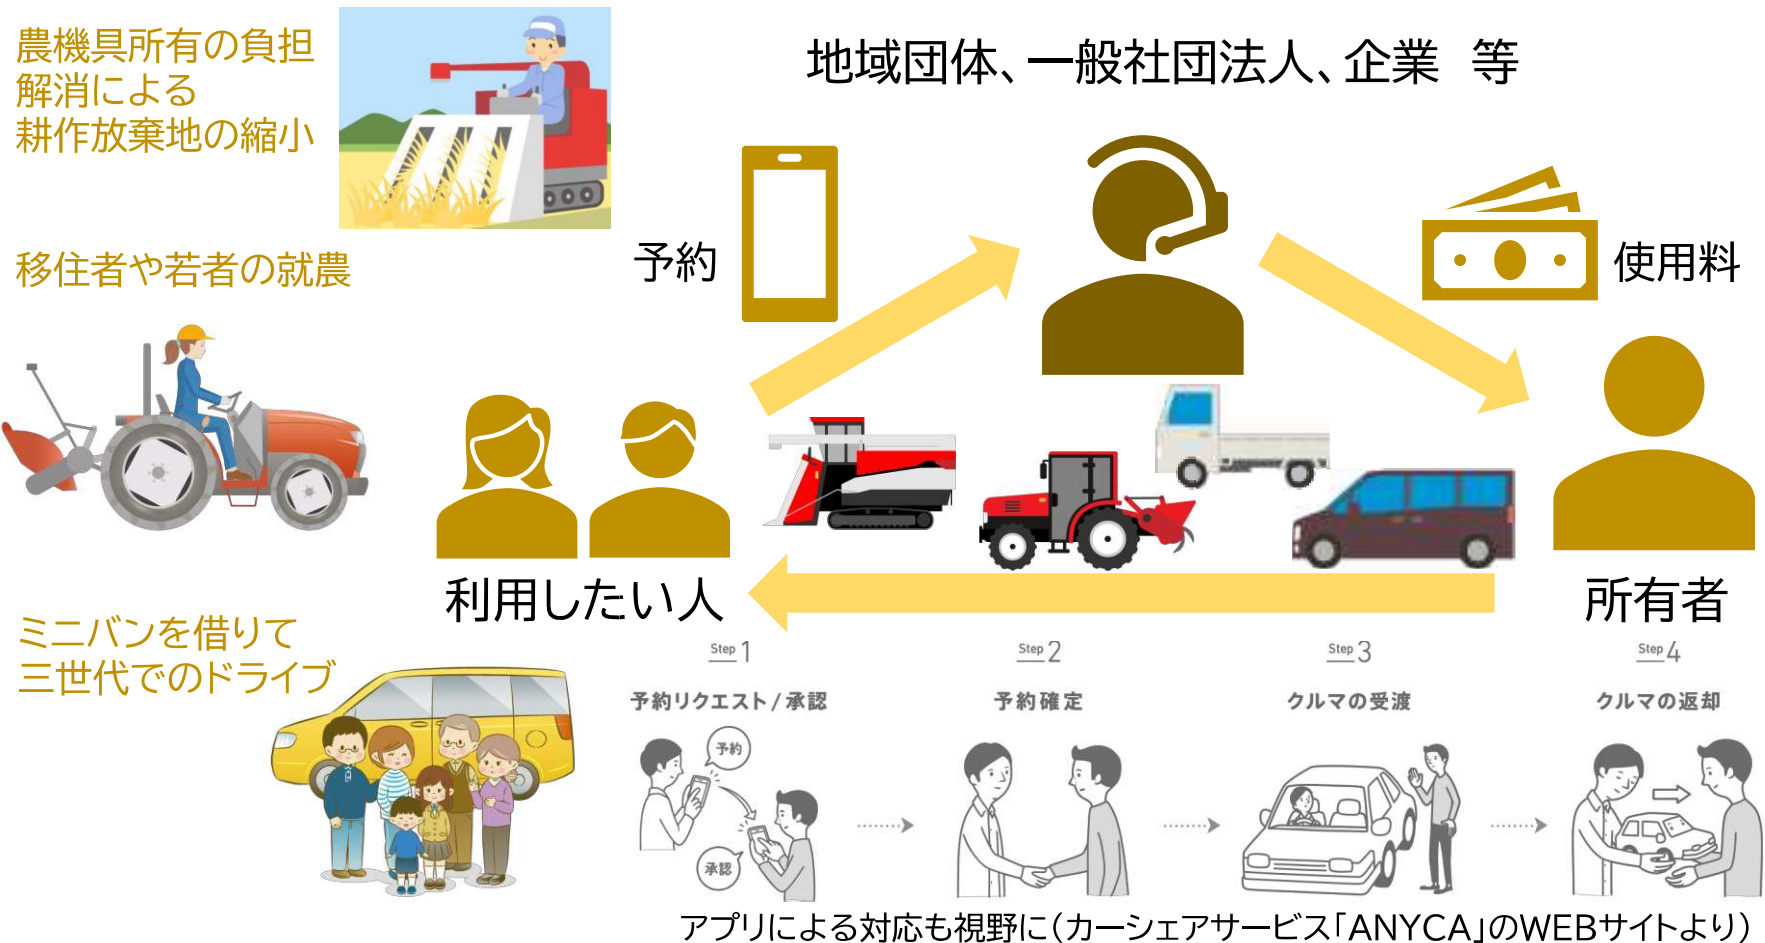 農機具所有の負担
解消による
耕作放棄地の縮小
移住者や若者の就農
ミニバンを借りて
三世代でのドライブ
地域団体、一般社団法人、企業　等
予約
使用料
利用したい人
所有者
Step 1
予約リクエスト/承認
予約
承認
Step 2
予約確定
Step 3
クルマの受渡
Step 4
クルマの返却
アプリによる対応も視野に（カーシェアサービス「ANYCA」のWEBサイトより）